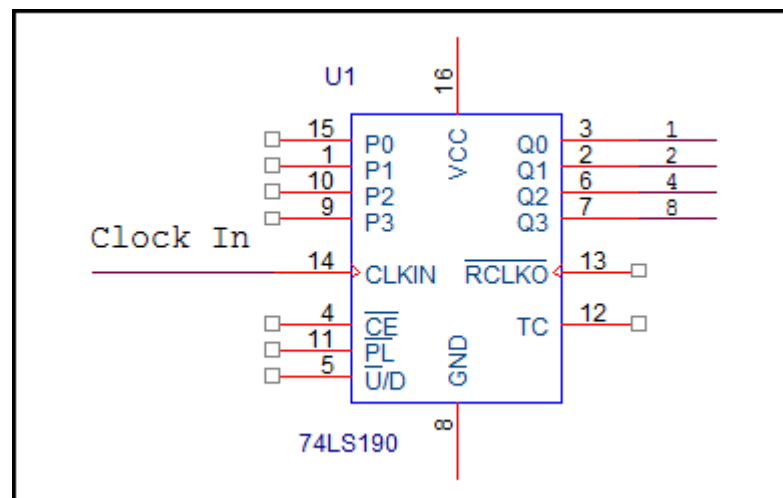 U1
16
15 P0 VCC Q0 3 1
1 P1 Q1 2 2
10 P2 Q2 6 4
9 P3 Q3 7 8
Clock In
14 CLKIN RCLKO 13
4 CE TC 12
11 PL
5 U/D GND
8
74LS190